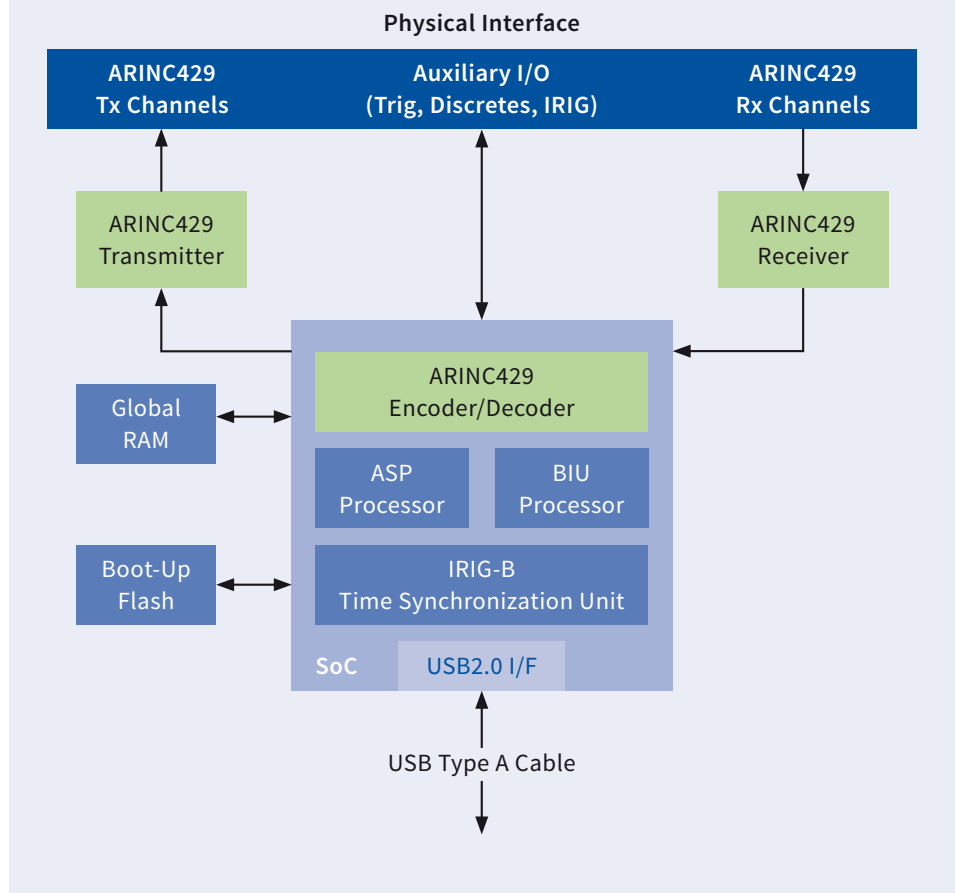 Physical Interface
ARINC429
Tx Channels
Auxiliary I/O
(Trig, Discretes, IRIG)
ARINC429
Rx Channels
ARINC429
Transmitter
ARINC429
Receiver
ARINC429
Encoder/Decoder
Global
RAM
ASP
Processor
BIU
Processor
Boot-Up
Flash
IRIG-B
Time Synchronization Unit
SoC
USB2.0 I/F
USB Type A Cable